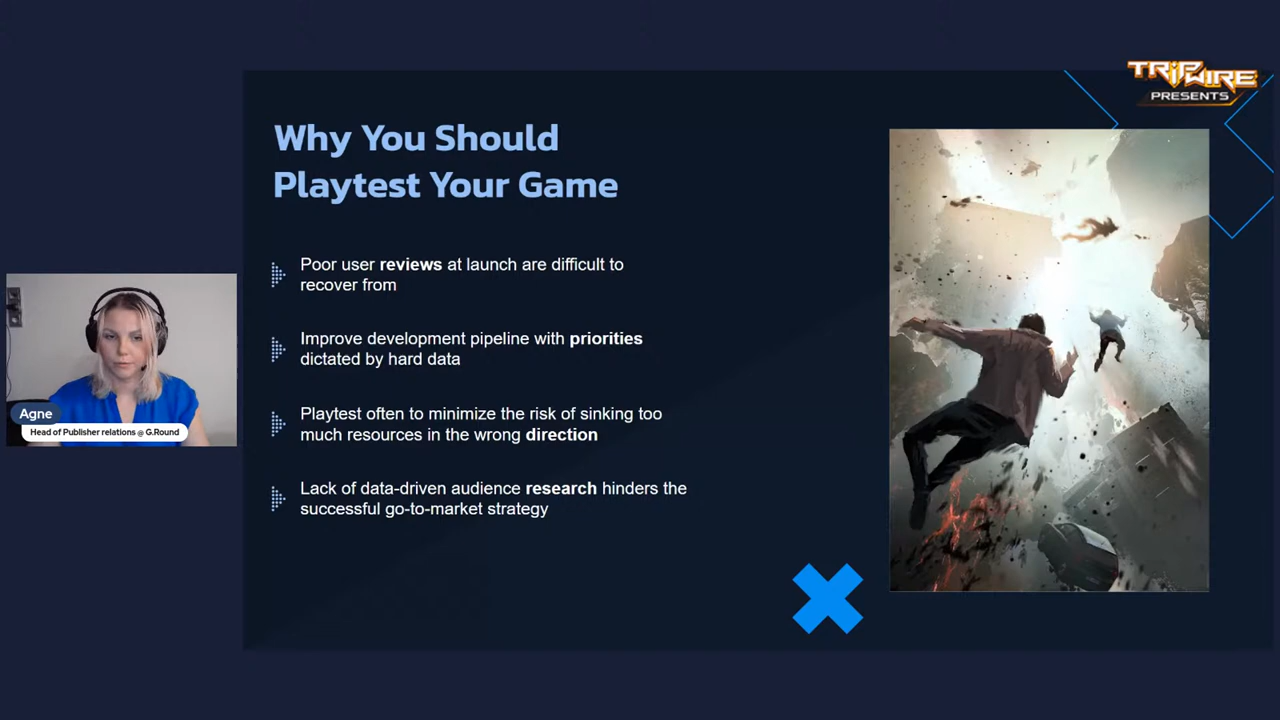 TRIPWIRE
PRESENTS
Why You Should
Playtest Your Game
Poor user reviews at launch are difficult to
recover from
Improve development pipeline with priorities
dictated by hard data
Playtest often to minimize the risk of sinking too
much resources in the wrong direction
Lack of data-driven audience research hinders the
successful go-to-market strategy
Agne
Head of Publisher relations @ G.Round